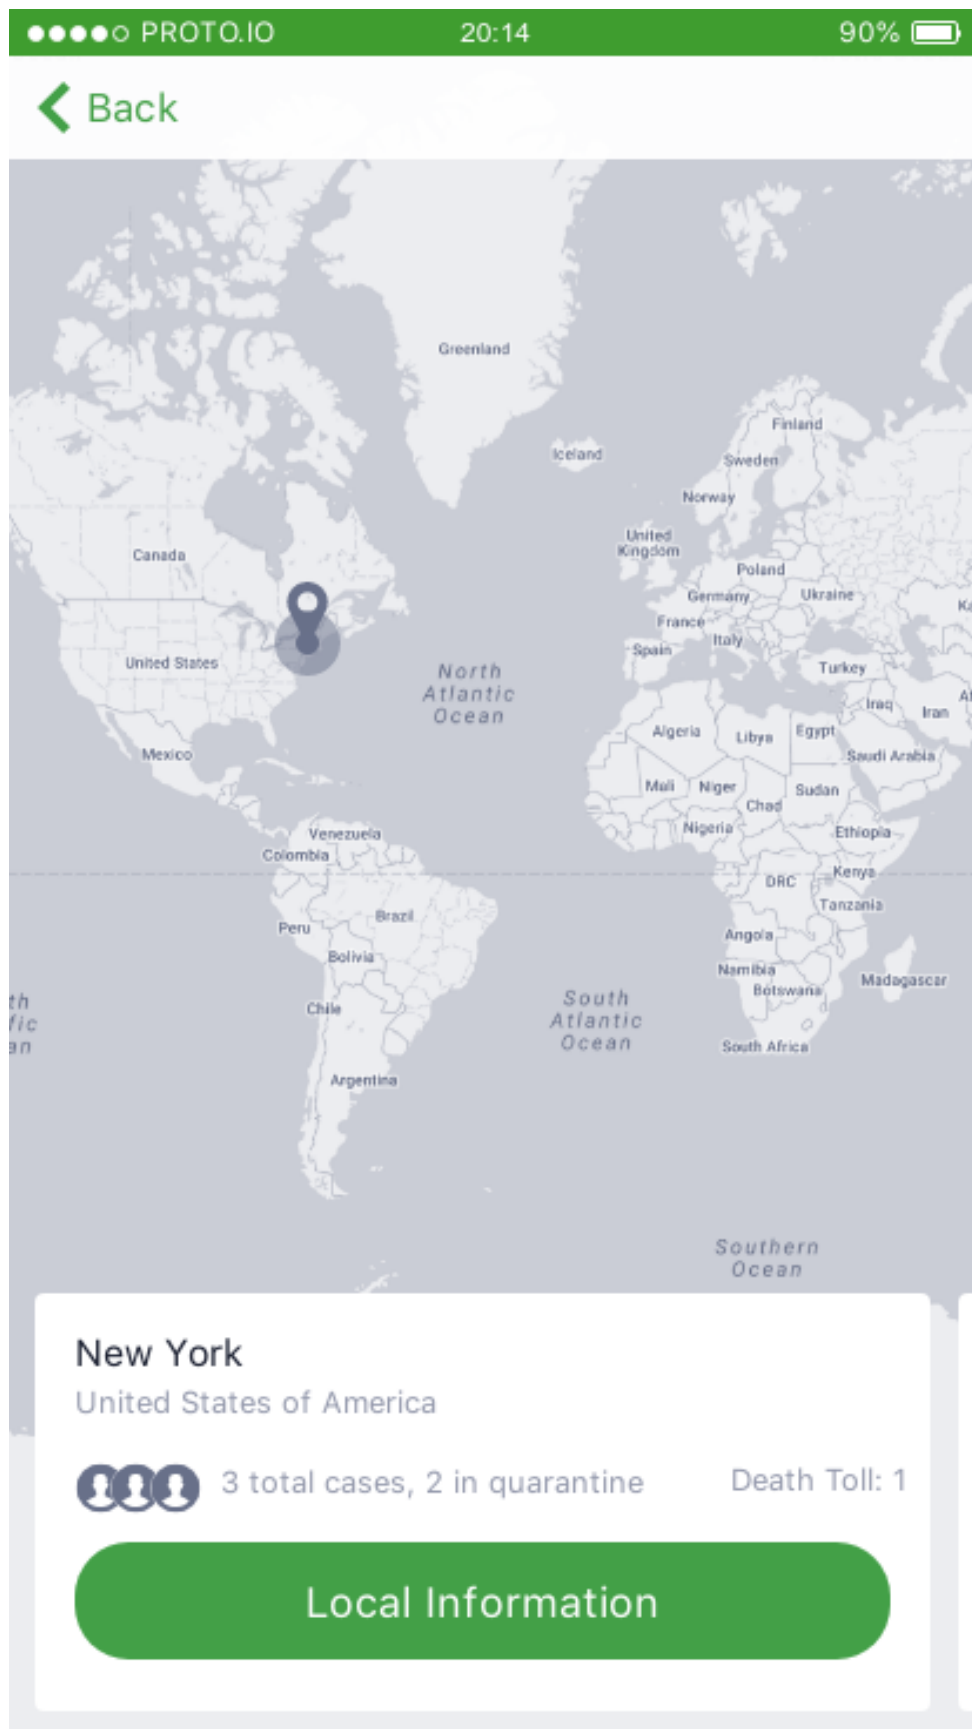 PROTO.IO 20:14 90%
Back
Greenland
Finland
Iceland
Sweden
Norway
United
Kingdom
Canada
Poland
Germany
Ukraine
France
Italy
Spain
United States
Turkey
North
Atlantic
Ocean
Iraq
Iran
Algeria
Libya
Egypt
Mexico
Saudi Arabia
Mali
Niger
Sudan
Chad
Nigeria
Ethiopia
Venezuela
Colombia
Kenya
DRC
Tanzania
Brazil
Peru
Angola
Bolivia
Namibia
Madagascar
Botswana
Chile
South
Atlantic
Ocean
South Africa
Argentina
Southern
Ocean
New York
United States of America
3 total cases, 2 in quarantine
Death Toll: 1
Local Information